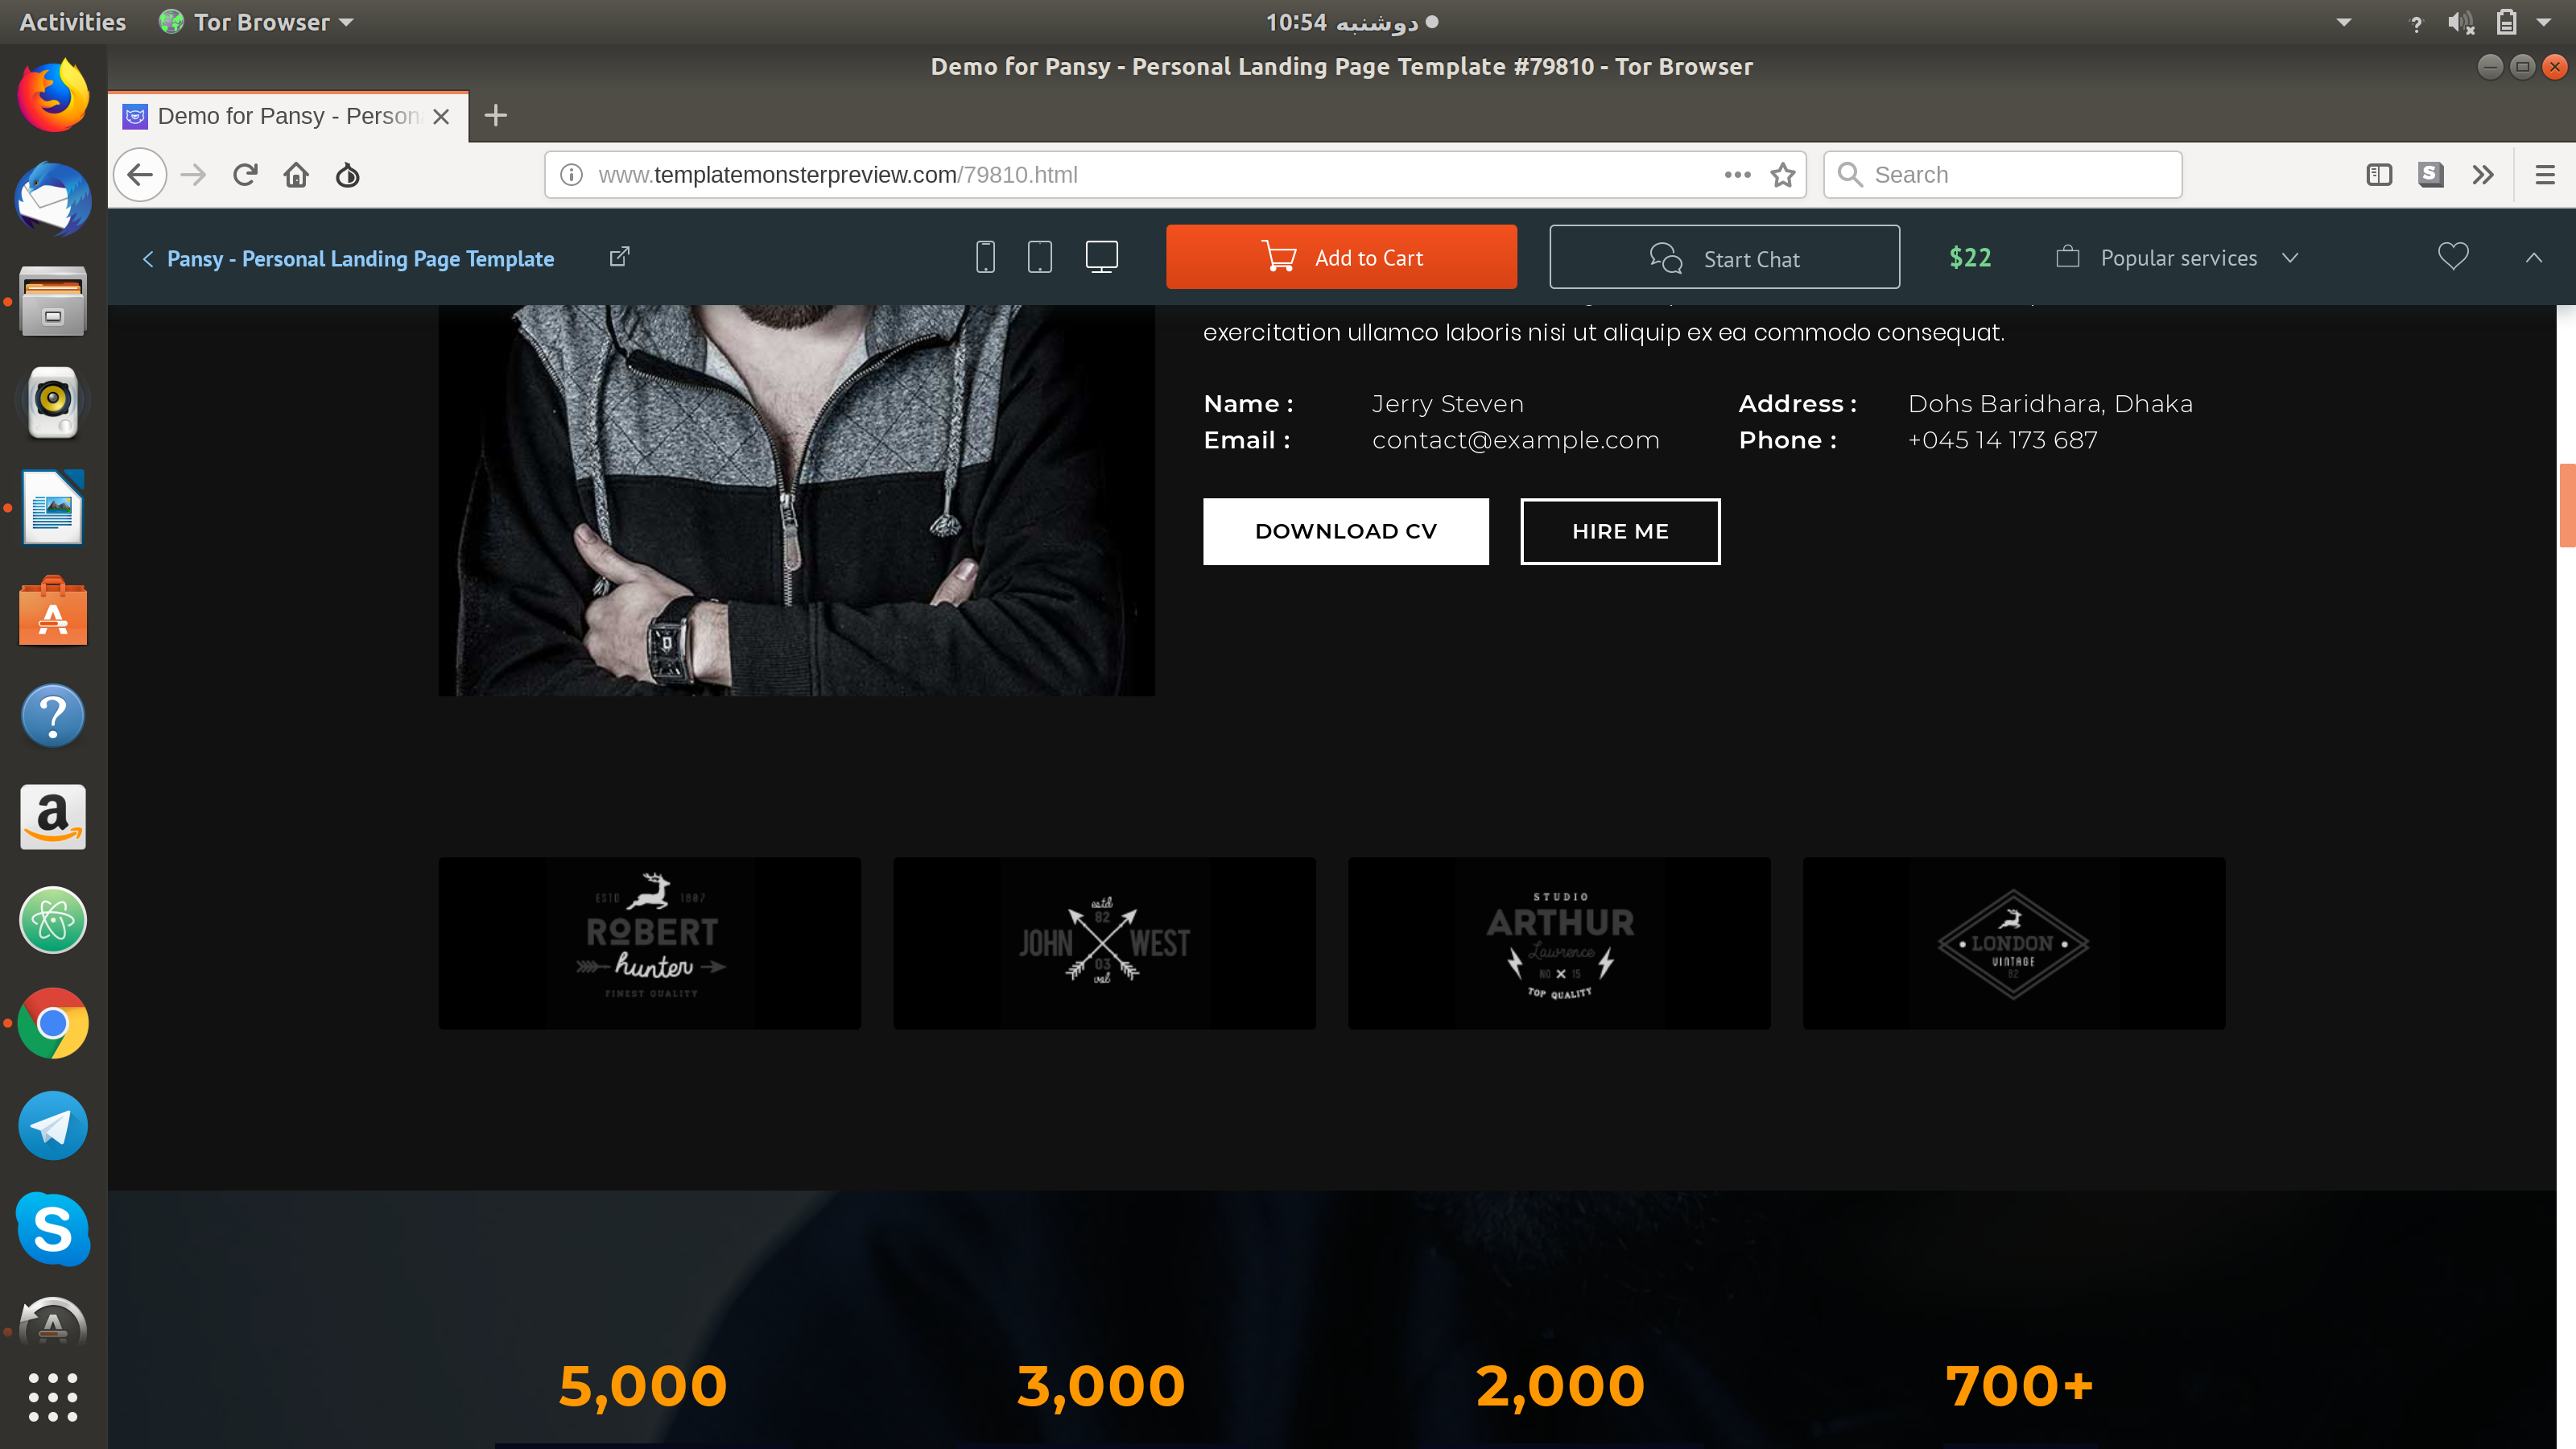 Activities Tor Browser دوشنبه 10:54
Demo for Pansy - Personal Landing Page Template #79810 - Tor Browser
Demo for Pansy - Person
www.templatemonsterpreview.com/79810.html Search
Pansy - Personal Landing Page Template Add to Cart Start Chat $22 Popular services
exercitation ullamco laboris nisi ut aliquip ex ea commodo consequat.
Name : Jerry Steven Address : Dohs Baridhara, Dhaka
Email : contact@example.com Phone : +045 14 173 687
DOWNLOAD CV HIRE ME
ESTD 1887
ROBERT
hunter
FINEST QUALITY
estd
82
JOHN WEST
03
val
STUDIO
ARTHUR
Lawrence
NO X 15
TOP QUALITY
LONDON
VINTAGE
82
5,000 3,000 2,000 700+